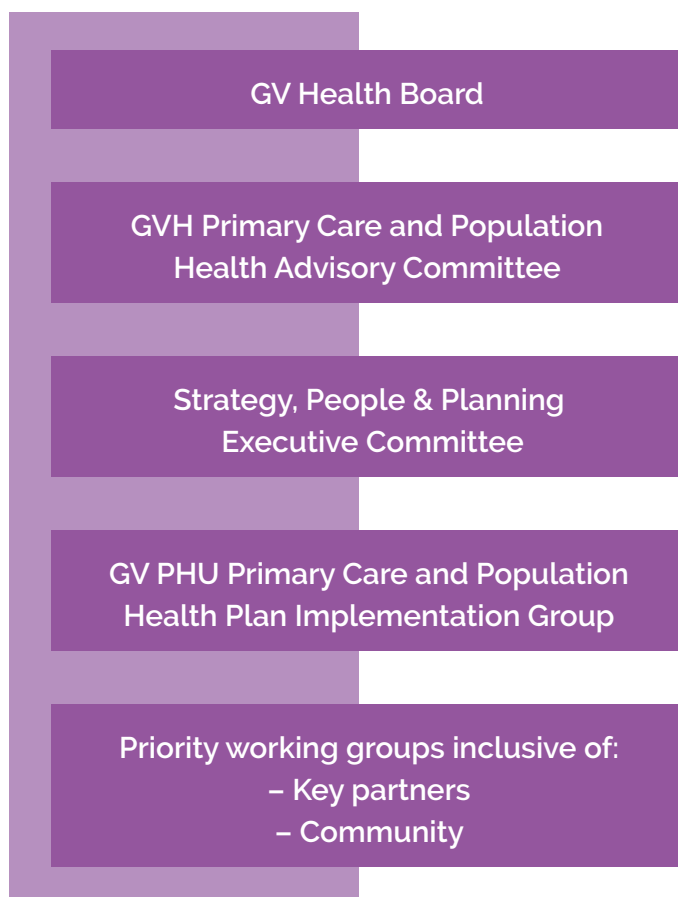 GV Health Board
GVH Primary Care and Population
Health Advisory Committee
Strategy, People & Planning
Executive Committee
GV PHU Primary Care and Population
Health Plan Implementation Group
Priority working groups inclusive of:
– Key partners
– Community